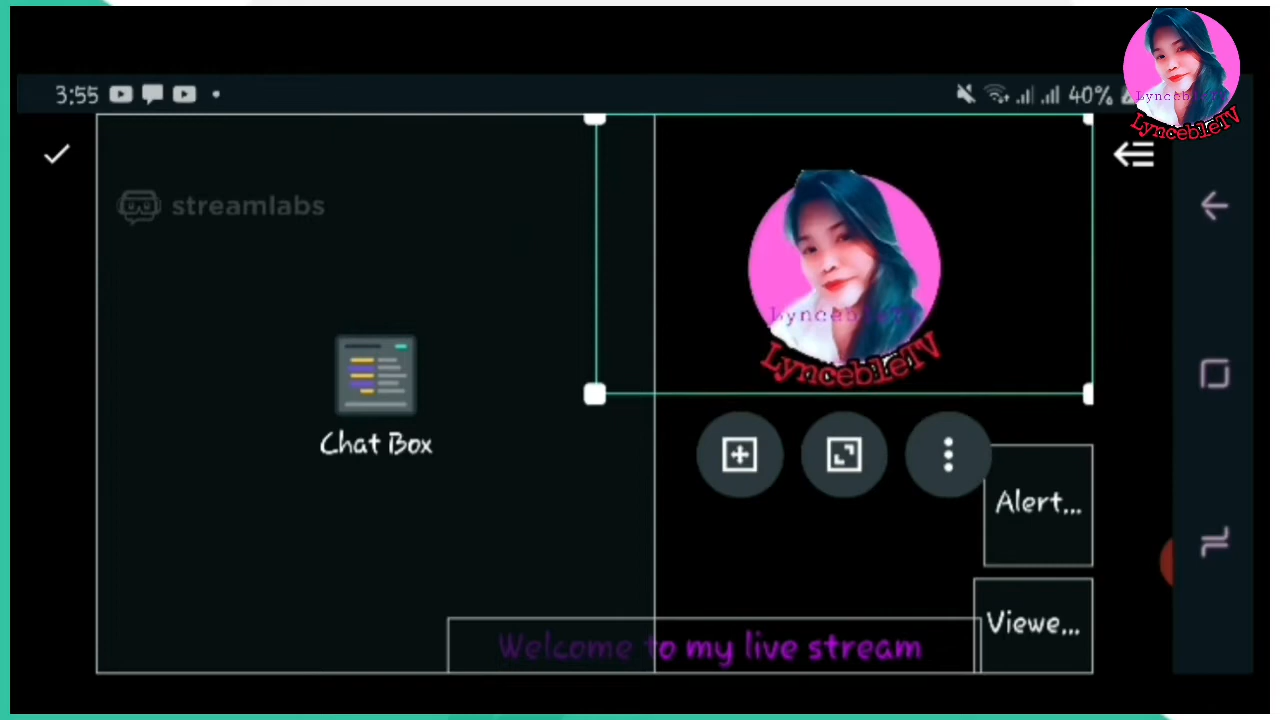 3:55
40%
LyncebleTV
streamlabs
LyncebleTV
Chat Box
Alert...
Viewe...
Welcome to my live stream